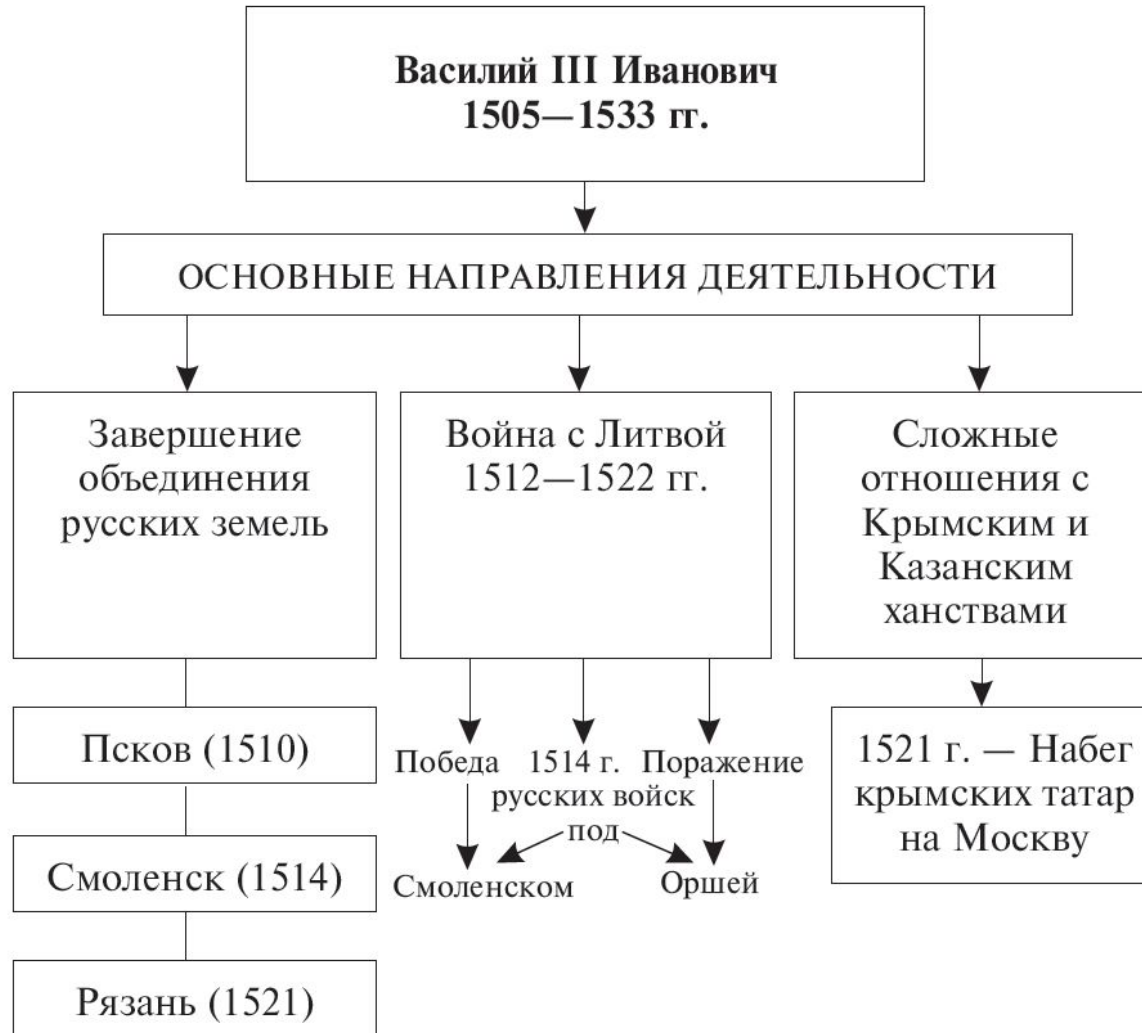 Василий III Иванович
1505—1533 гг.
ОСНОВНЫЕ НАПРАВЛЕНИЯ ДЕЯТЕЛЬНОСТИ
Завершение
объединения
русских земель
Псков (1510)
Смоленск (1514)
Рязань (1521)
Война с Литвой
1512—1522 гг.
Победа 1514 г. Поражение
русских войск
под
Смоленском Оршей
Сложные
отношения с
Крымским и
Казанским
ханствами
1521 г. — Набег
крымских татар
на Москву